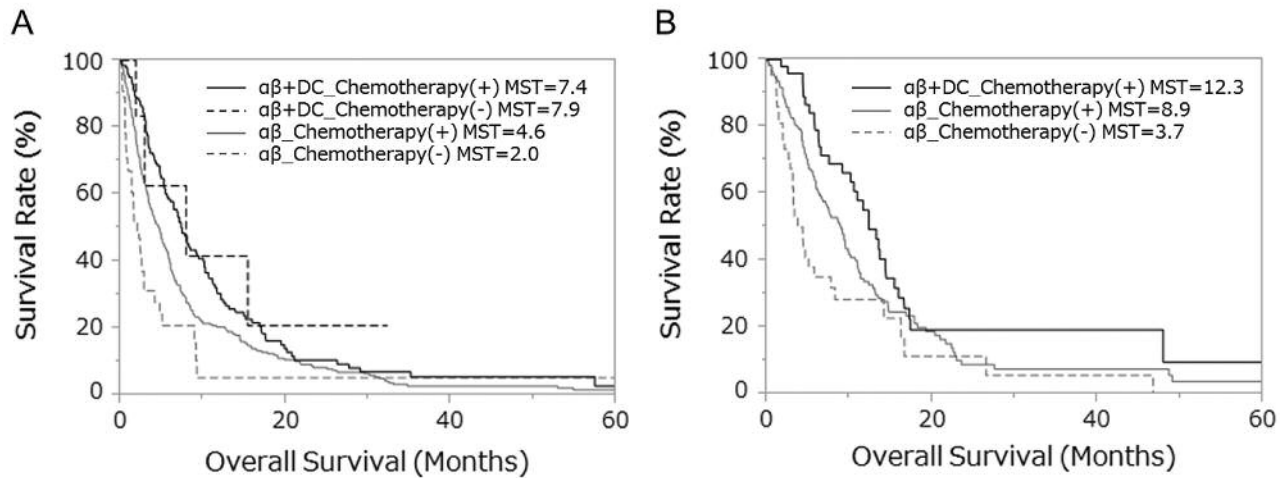 A
Survival Rate (%)
100
80
60
40
20
0
αβ+DC_Chemotherapy(+) MST=7.4
αβ+DC_Chemotherapy(-) MST=7.9
αβ_Chemotherapy(+) MST=4.6
αβ_Chemotherapy(-) MST=2.0
0 20 40 60
Overall Survival (Months)
B
Survival Rate (%)
100
80
60
40
20
0
αβ+DC_Chemotherapy(+) MST=12.3
αβ_Chemotherapy(+) MST=8.9
αβ_Chemotherapy(-) MST=3.7
0 20 40 60
Overall Survival (Months)